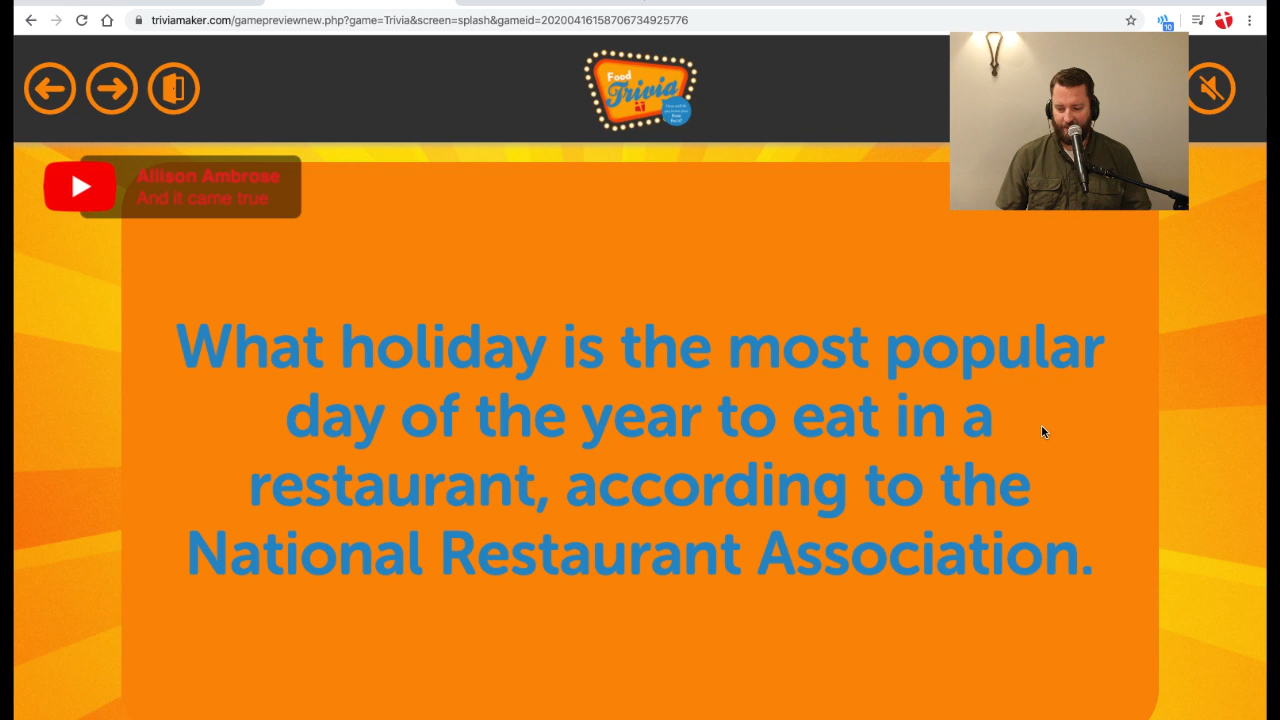 triviamaker.com/gamepreviewnew.php?game=Trivia&screen=splash&gameid=20200416158706734925776
10
Food
Trivia
Allison Ambrose
And it came true
What holiday is the most popular
day of the year to eat in a
restaurant, according to the
National Restaurant Association.